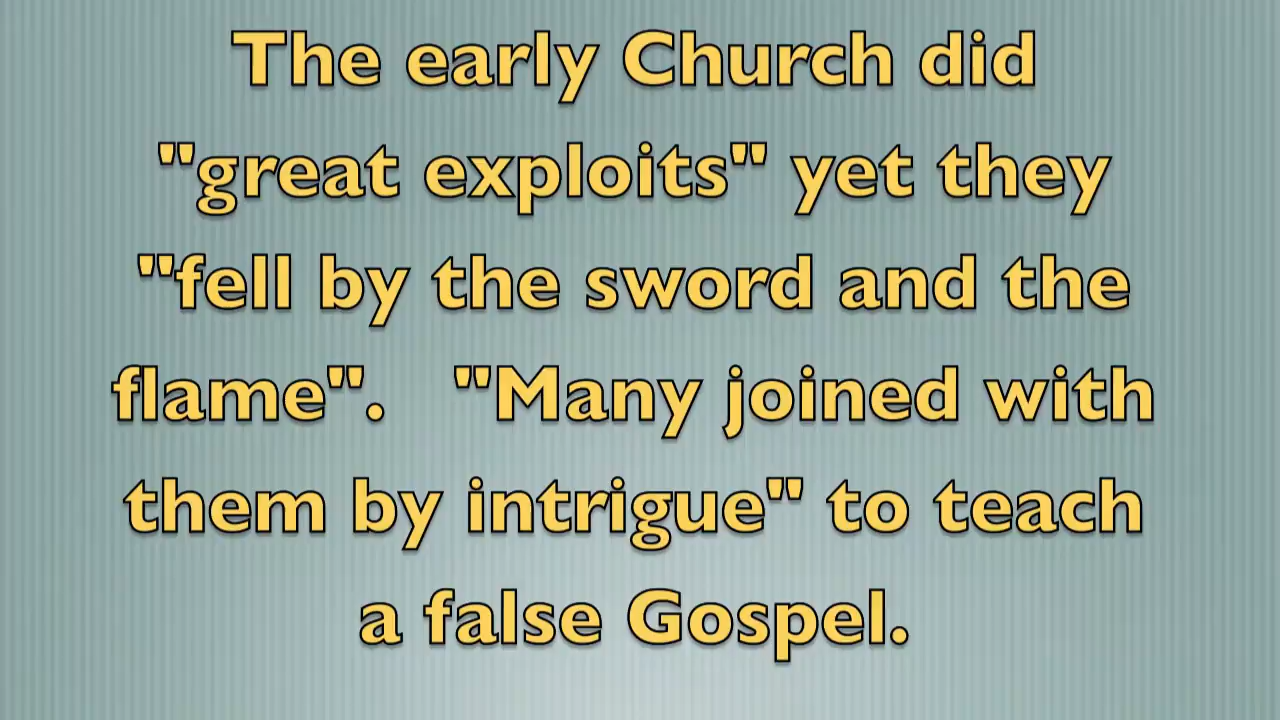 The early Church did
"great exploits" yet they
"fell by the sword and the
flame".   "Many joined with
them by intrigue" to teach
a false Gospel.